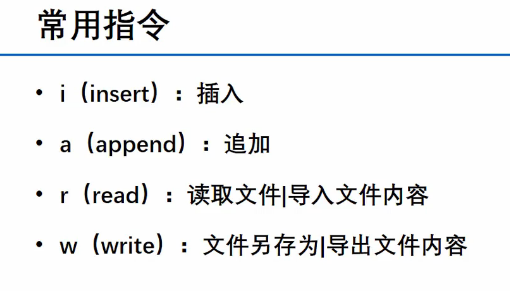 常用指令
• i（insert）：插入
• a（append）：追加
• r（read）：读取文件|导入文件内容
• w（write）：文件另存为|导出文件内容